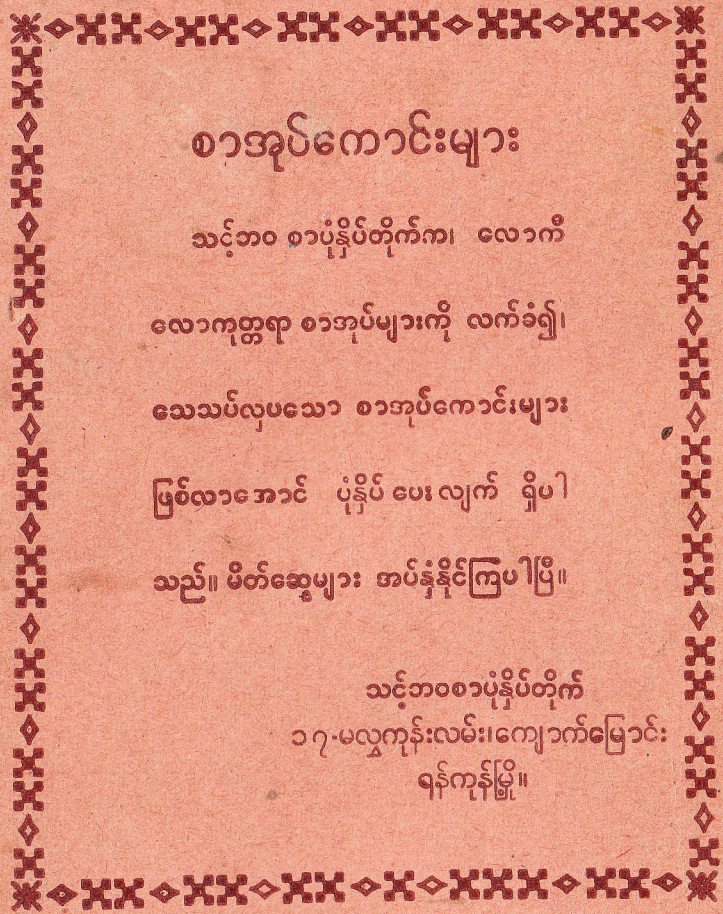 စာအုပ်ကောင်းများ
သင့်ဘဝ စာပုံနှိပ်တိုက်က၊ လောကီ
လောကုတ္တရာ စာအုပ်များကို လက်ခံ၍၊
သေသပ်လှပသော စာအုပ်ကောင်းများ
ဖြစ်လာအောင် ပုံနှိပ် ပေး လျက် ရှိပါ
သည်။ မိတ်ဆွေများ အပ်နှံနိုင်ကြပါပြီ။
သင့်ဘဝစာပုံနှိပ်တိုက်
၁၇-မလွှကုန်းလမ်း၊ကျောက်မြောင်း
ရန်ကုန်မြို့။